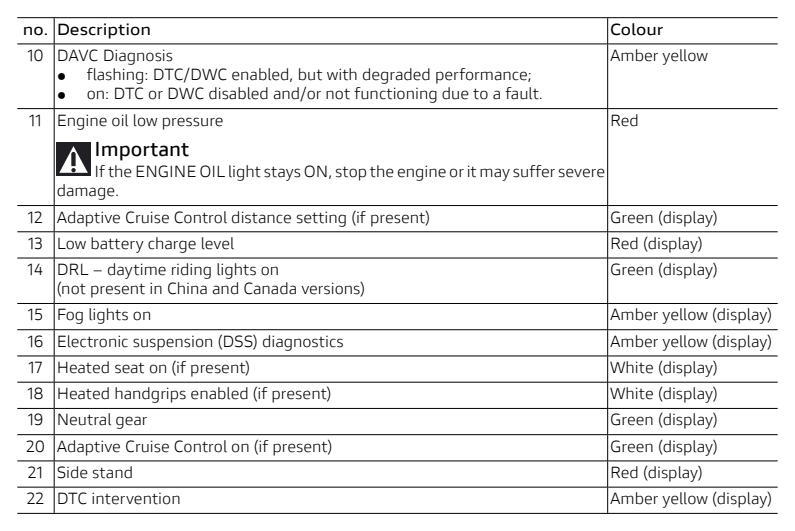 no. Description Colour
10 DAVC Diagnosis Amber yellow
● flashing: DTC/DWC enabled, but with degraded performance;
● on: DTC or DWC disabled and/or not functioning due to a fault.
11 Engine oil low pressure Red
Important
If the ENGINE OIL light stays ON, stop the engine or it may suffer severe
damage.
12 Adaptive Cruise Control distance setting (if present) Green (display)
13 Low battery charge level Red (display)
14 DRL – daytime riding lights on Green (display)
(not present in China and Canada versions)
15 Fog lights on Amber yellow (display)
16 Electronic suspension (DSS) diagnostics Amber yellow (display)
17 Heated seat on (if present) White (display)
18 Heated handgrips enabled (if present) White (display)
19 Neutral gear Green (display)
20 Adaptive Cruise Control on (if present) Green (display)
21 Side stand Red (display)
22 DTC intervention Amber yellow (display)